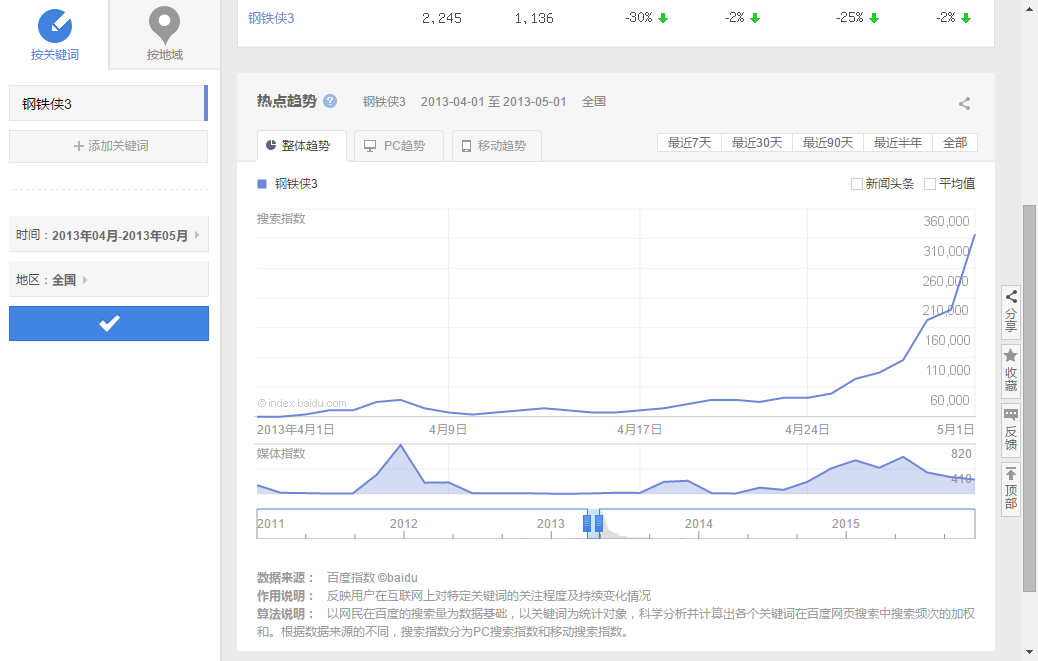 钢铁侠3 2,245 1,136 -30% -2% -25% -2%
按关键词 按地域
钢铁侠3
+ 添加关键词
时间：2013年04月-2013年05月
地区：全国
热点趋势 ? 钢铁侠3 2013-04-01 至 2013-05-01 全国
整体趋势 PC趋势 移动趋势 最近7天 最近30天 最近90天 最近半年 全部
钢铁侠3 新闻头条 平均值
搜索指数
360,000
310,000
260,000
210,000
160,000
110,000
60,000
© index.baidu.com
2013年4月1日 4月9日 4月17日 4月24日 5月1日
媒体指数 820
410
2011 2012 2013 2014 2015
数据来源： 百度指数 ©baidu
作用说明： 反映用户在互联网上对特定关键词的关注程度及持续变化情况
算法说明： 以网民在百度的搜索量为数据基础，以关键词为统计对象，科学分析并计算出各个关键词在百度网页搜索中搜索频次的加权
和。根据数据来源的不同，搜索指数分为PC搜索指数和移动搜索指数。
分享
收藏
反馈
顶部